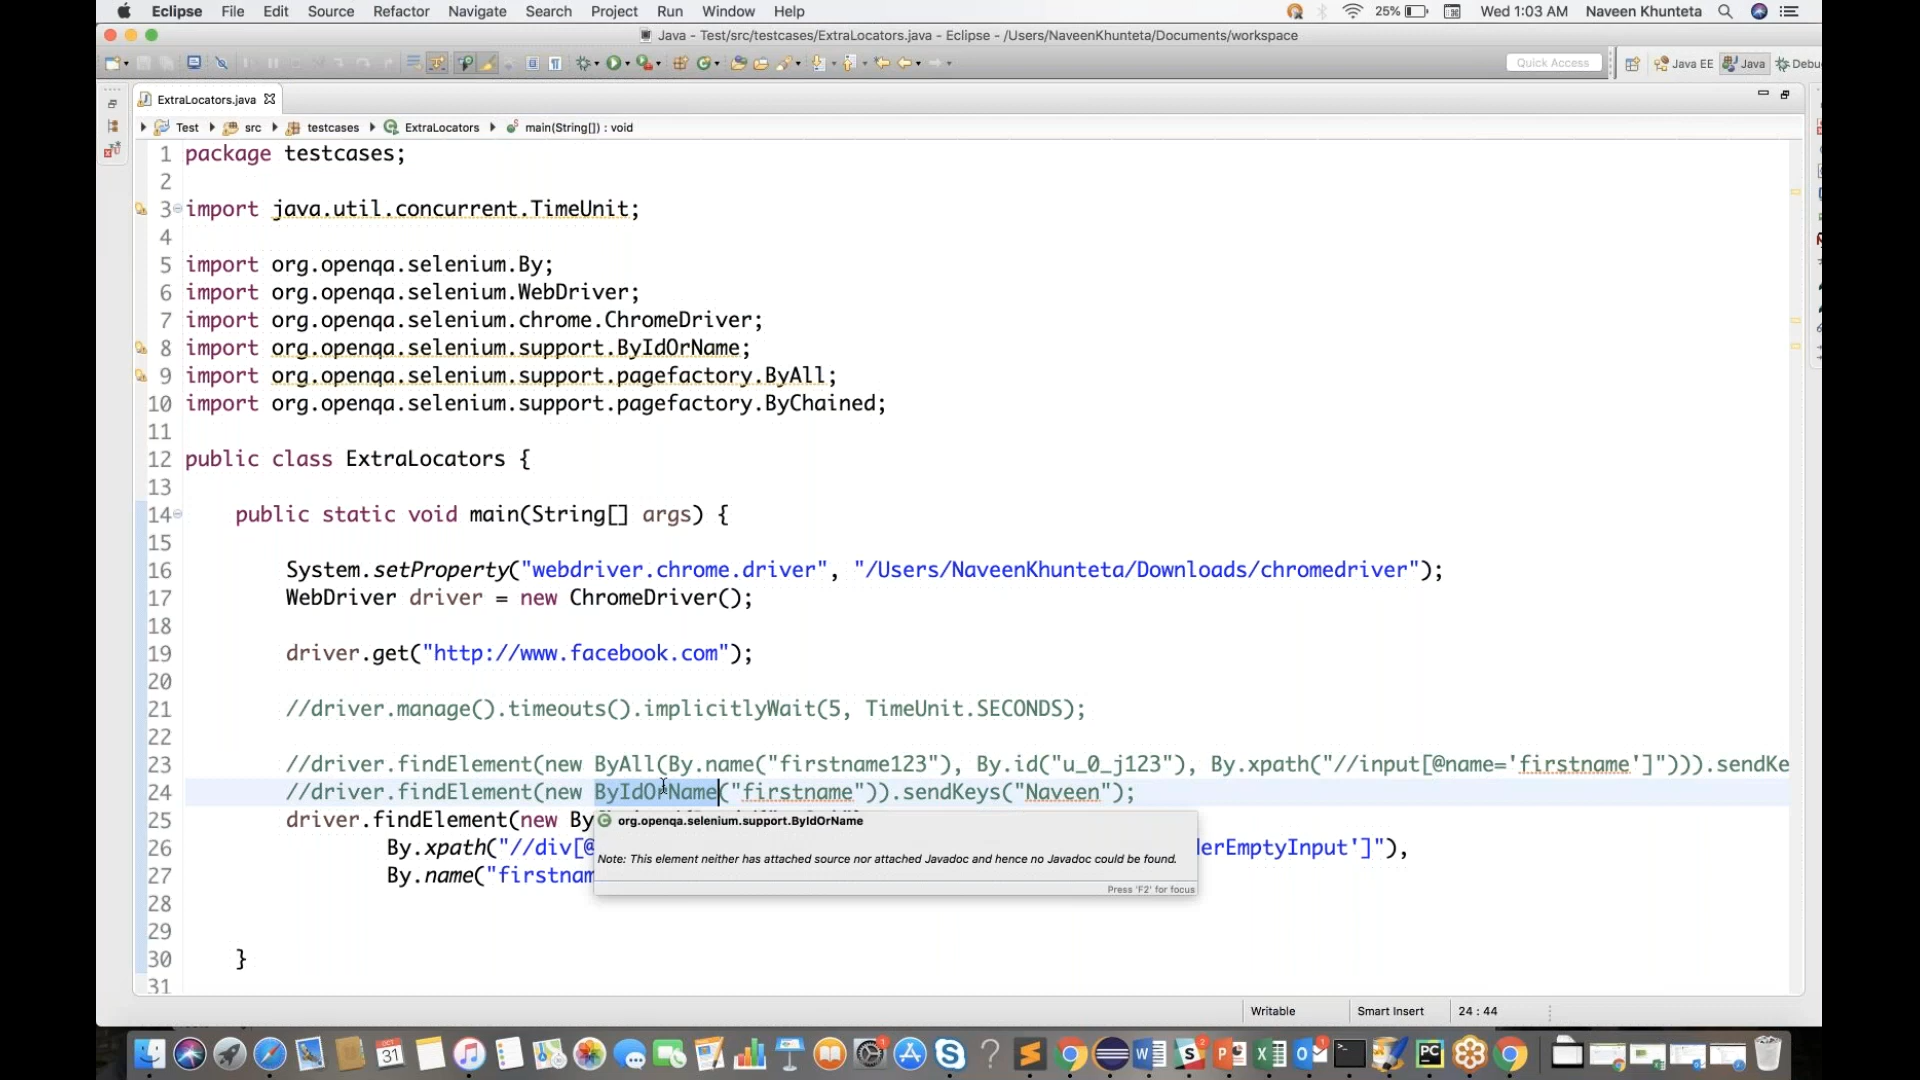 Eclipse File Edit Source Refactor Navigate Search Project Run Window Help 25% Wed 1:03 AM Naveen Khunteta
Java - Test/src/testcases/ExtraLocators.java - Eclipse - /Users/NaveenKhunteta/Documents/workspace
Quick Access Java EE Java Debu
ExtraLocators.java
Test src testcases ExtraLocators main(String[]) : void
1 package testcases;
2
3 import java.util.concurrent.TimeUnit;
4
5 import org.openqa.selenium.By;
6 import org.openqa.selenium.WebDriver;
7 import org.openqa.selenium.chrome.ChromeDriver;
8 import org.openqa.selenium.support.ByIdOrName;
9 import org.openqa.selenium.support.pagefactory.ByAll;
10 import org.openqa.selenium.support.pagefactory.ByChained;
11
12 public class ExtraLocators {
13
14 public static void main(String[] args) {
15
16 System.setProperty("webdriver.chrome.driver", "/Users/NaveenKhunteta/Downloads/chromedriver");
17 WebDriver driver = new ChromeDriver();
18
19 driver.get("http://www.facebook.com");
20
21 //driver.manage().timeouts().implicitlyWait(5, TimeUnit.SECONDS);
22
23 //driver.findElement(new ByAll(By.name("firstname123"), By.id("u_0_j123"), By.xpath("//input[@name='firstname']"))).sendKe
24 //driver.findElement(new ByIdOrName("firstname")).sendKeys("Naveen");
25 driver.findElement(new By
org.openqa.selenium.support.ByIdOrName
26 By.xpath("//div[@ erEmptyInput']"),
Note: This element neither has attached source nor attached Javadoc and hence no Javadoc could be found.
27 By.name("firstnam
Press 'F2' for focus
28
29
30 }
31
Writable Smart Insert 24 : 44
OCT 31 PC